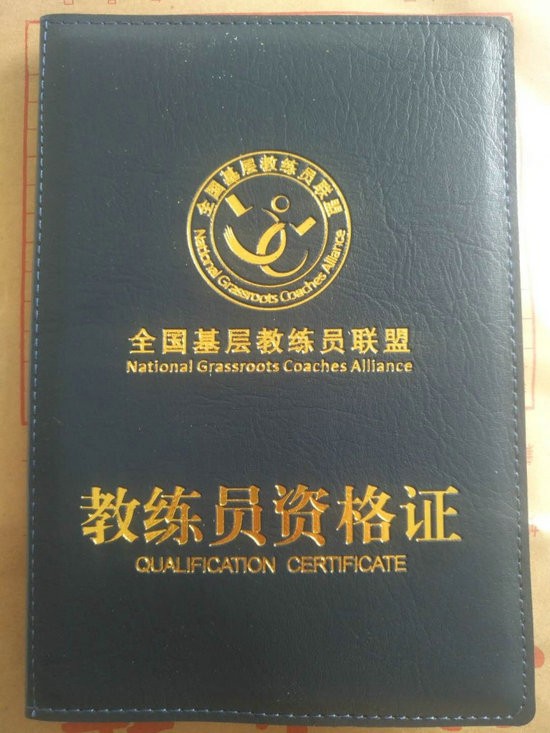 全国基层教练员联盟
National Grassroots Coaches Alliance
全国基层教练员联盟
National Grassroots Coaches Alliance
教练员资格证
QUALIFICATION CERTIFICATE